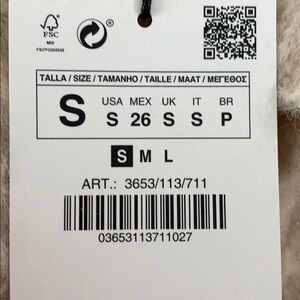 FSC
MIX
TALLA / SIZE / TAMANHO / TAILLE / MAAT / ΜΕΓΕΘΟΣ
S
USA MEX UK IT BR
S 26 S S P
S M L
ART.: 3653/113/711
03653113711027